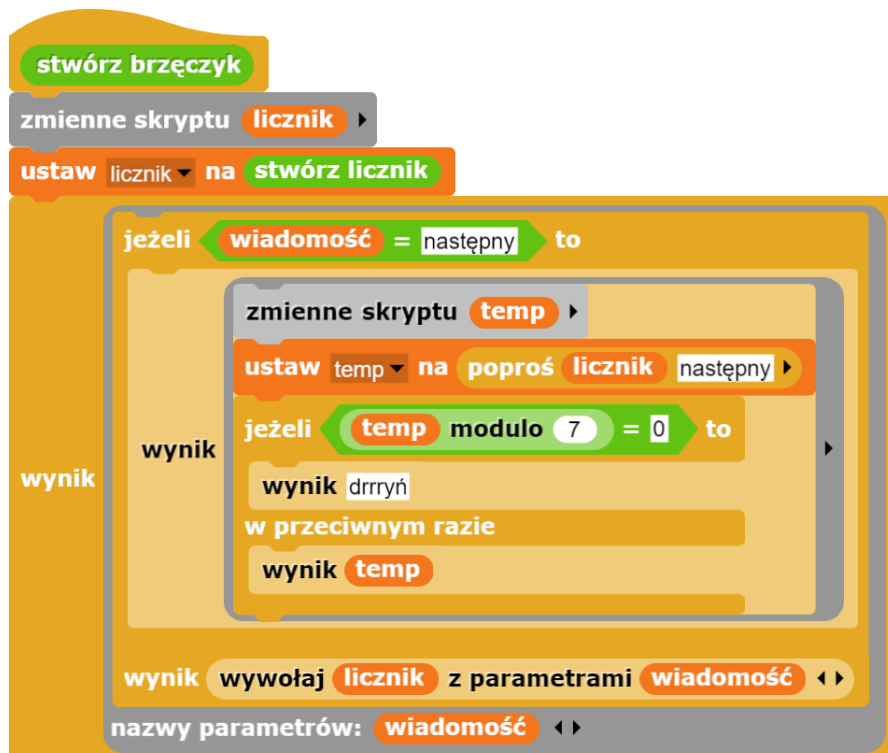 stwórz brzęczyk
zmienne skryptu licznik
ustaw licznik na stwórz licznik
jeżeli wiadomość = następny to
zmienne skryptu temp
ustaw temp na poproś licznik następny
jeżeli temp modulo 7 = 0 to
wynik
wynik
wynik drrryń
w przeciwnym razie
wynik temp
wynik wywołaj licznik z parametrami wiadomość
nazwy parametrów: wiadomość